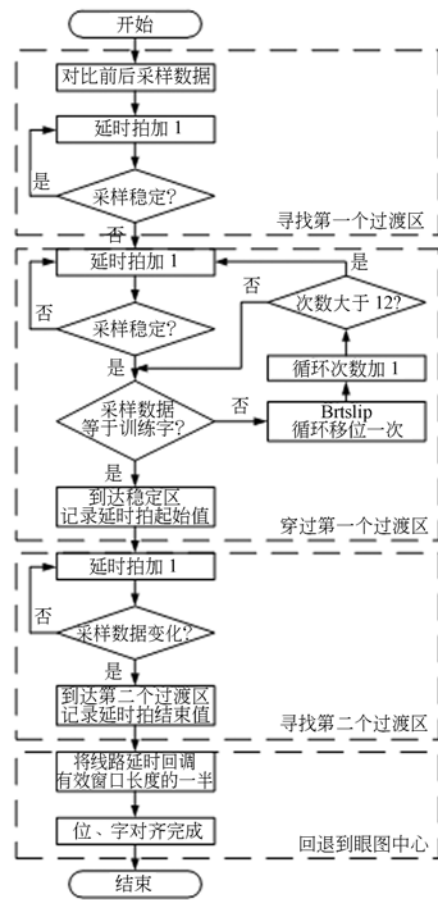 开始
对比前后采样数据
延时拍加 1
是
采样稳定?
寻找第一个过渡区
否
延时拍加 1
是
否
次数大于 12?
否
采样稳定?
是
循环次数加 1
采样数据
等于训练字?
否
Brtslip
循环移位一次
是
到达稳定区
记录延时拍起始值
穿过第一个过渡区
延时拍加 1
否
采样数据变化?
是
到达第二个过渡区
记录延时拍结束值
寻找第二个过渡区
将线路延时回调
有效窗口长度的一半
位、字对齐完成
回退到眼图中心
结束